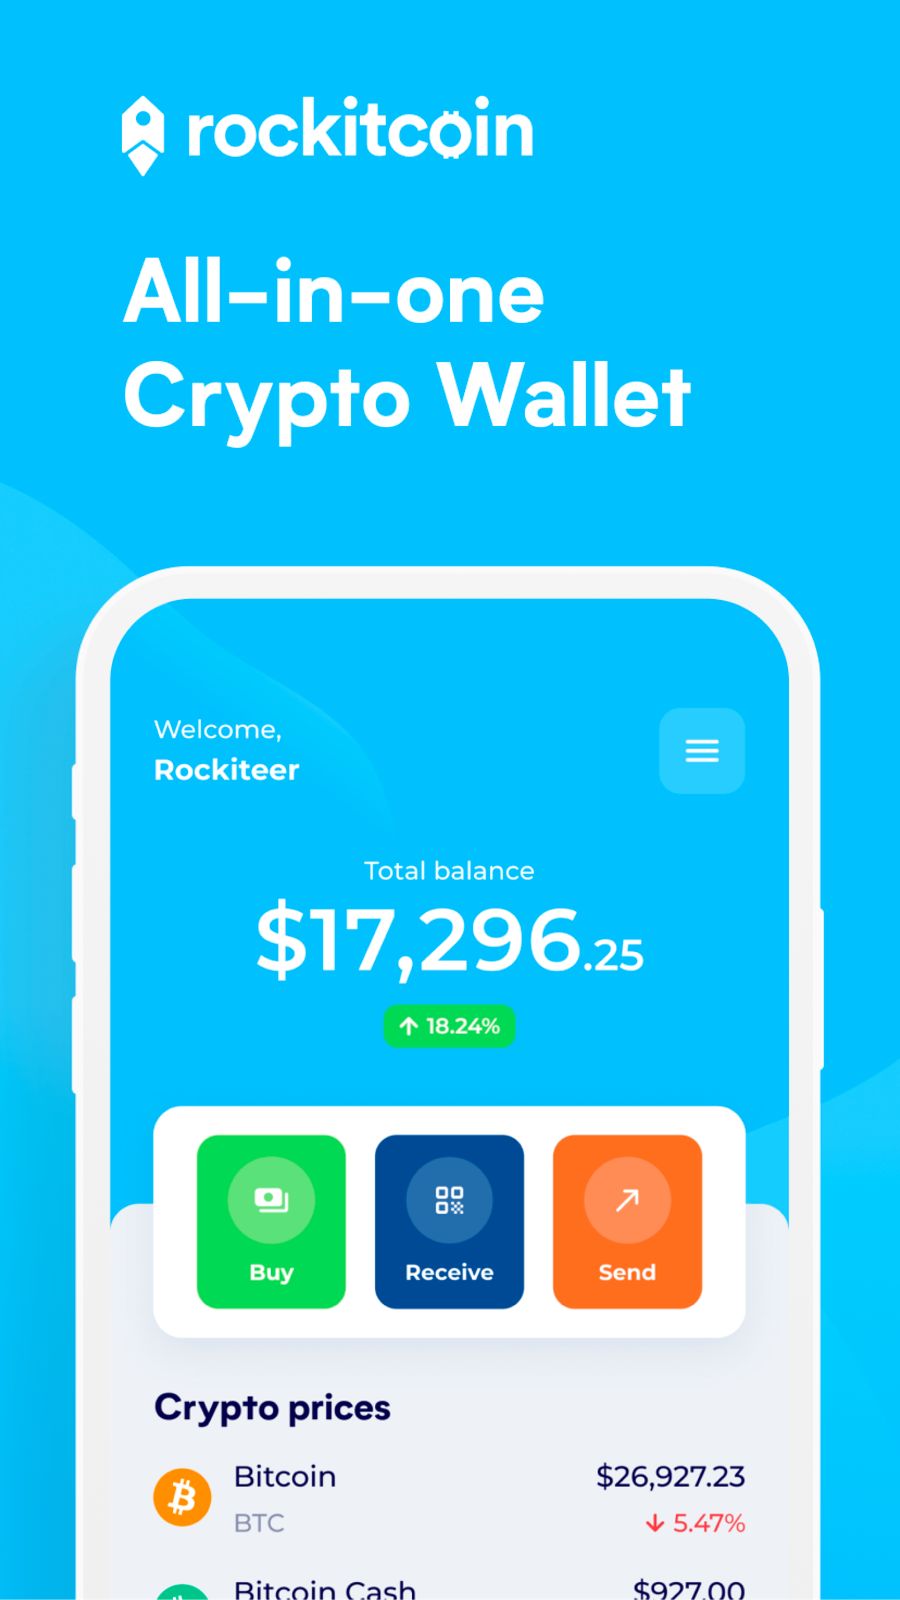 rockitcoin
All-in-one
Crypto Wallet
Welcome,
Rockiteer
Total balance
$17,296.25
↑ 18.24%
Buy
Receive
Send
Crypto prices
Bitcoin
$26,927.23
BTC
↓ 5.47%
Bitcoin Cash
$927.00